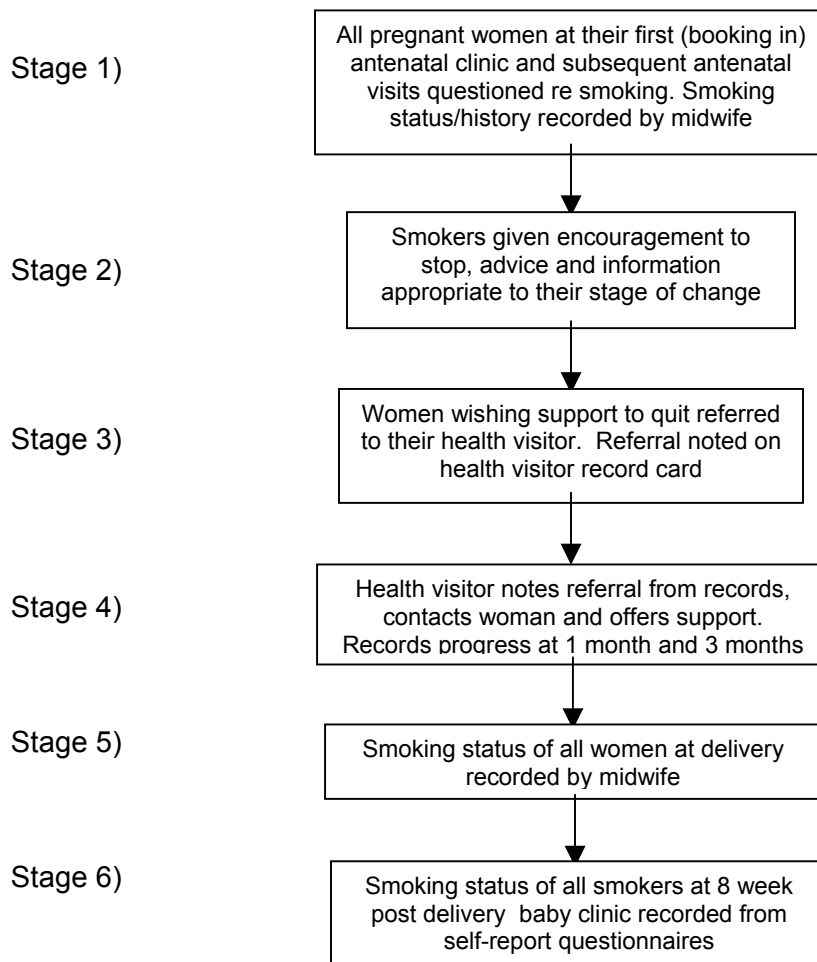 Stage 1)
All pregnant women at their first (booking in)
antenatal clinic and subsequent antenatal
visits questioned re smoking. Smoking
status/history recorded by midwife
Stage 2)
Smokers given encouragement to
stop, advice and information
appropriate to their stage of change
Stage 3)
Women wishing support to quit referred
to their health visitor. Referral noted on
health visitor record card
Stage 4)
Health visitor notes referral from records,
contacts woman and offers support.
Records progress at 1 month and 3 months
Stage 5)
Smoking status of all women at delivery
recorded by midwife
Stage 6)
Smoking status of all smokers at 8 week
post delivery baby clinic recorded from
self-report questionnaires